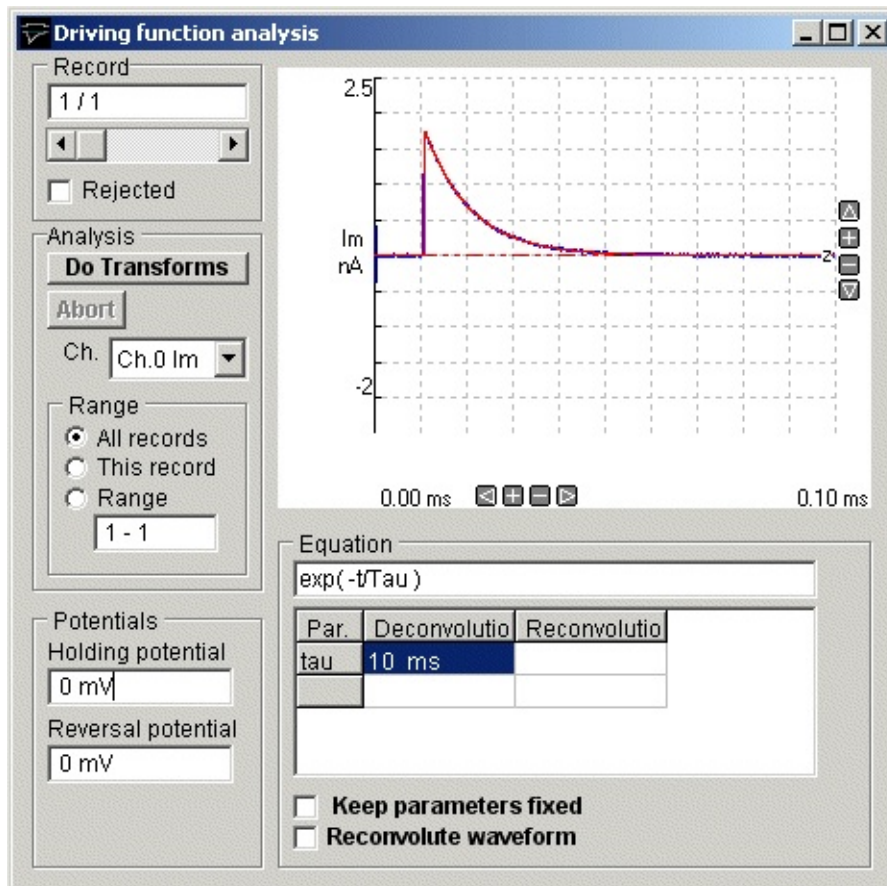 Driving function analysis
Record
1 / 1
Rejected
Analysis
Do Transforms
Abort
Ch. Ch.0 Im
Range
All records
This record
Range
1 - 1
Potentials
Holding potential
0 mV
Reversal potential
0 mV
2.5
Im
nA
z
-2
0.00 ms
0.10 ms
Equation
exp( -t/Tau )
Par. Deconvolutio Reconvolutio
tau 10 ms
Keep parameters fixed
Reconvolute waveform